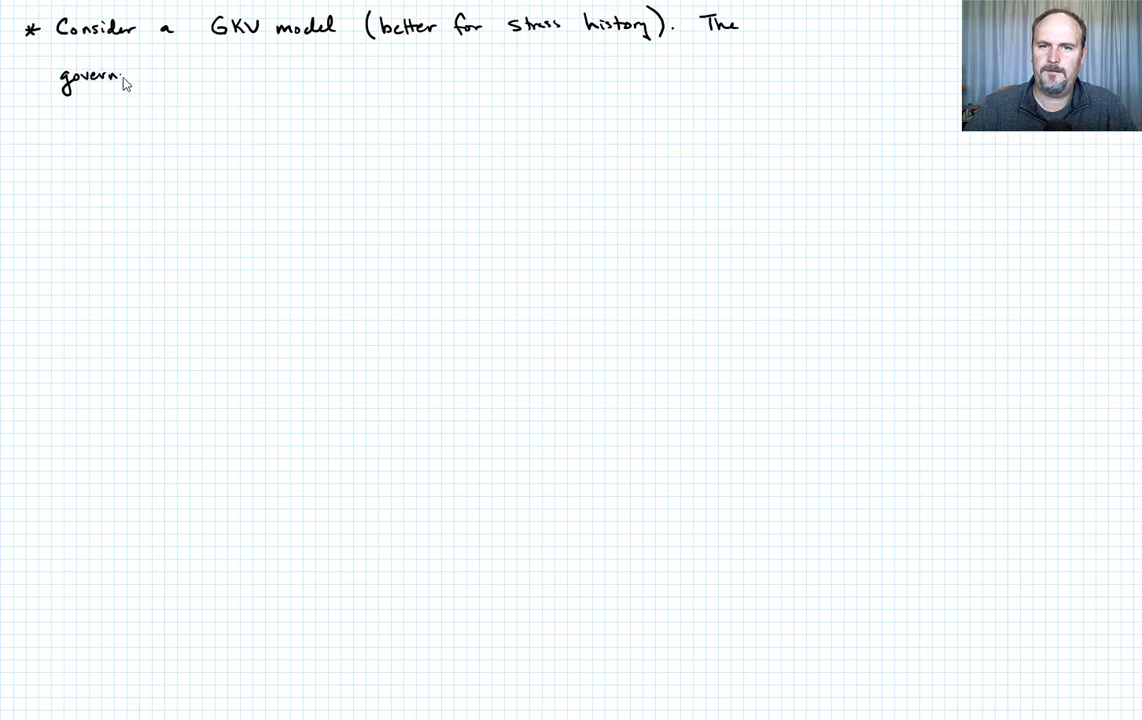 * Consider a GKV model (better for stress history). The
govern